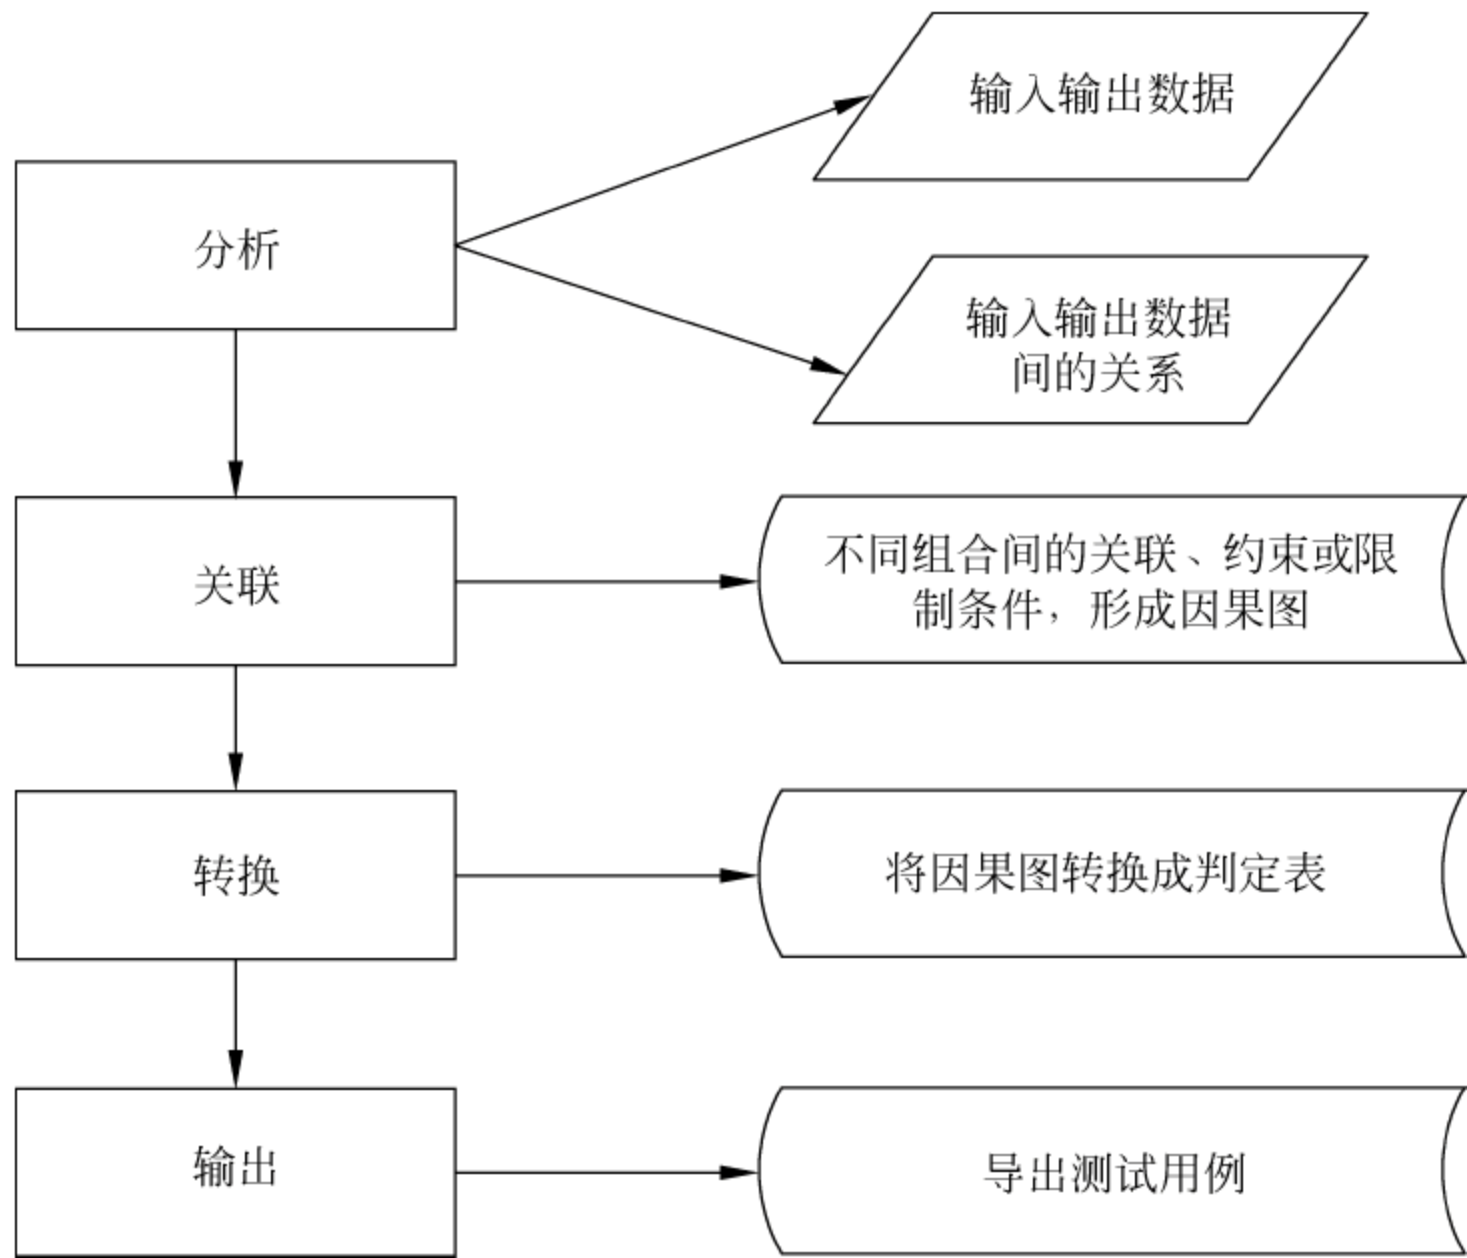 输入输出数据
分析
输入输出数据
间的关系
关联
不同组合间的关联、约束或限
制条件，形成因果图
转换
将因果图转换成判定表
输出
导出测试用例